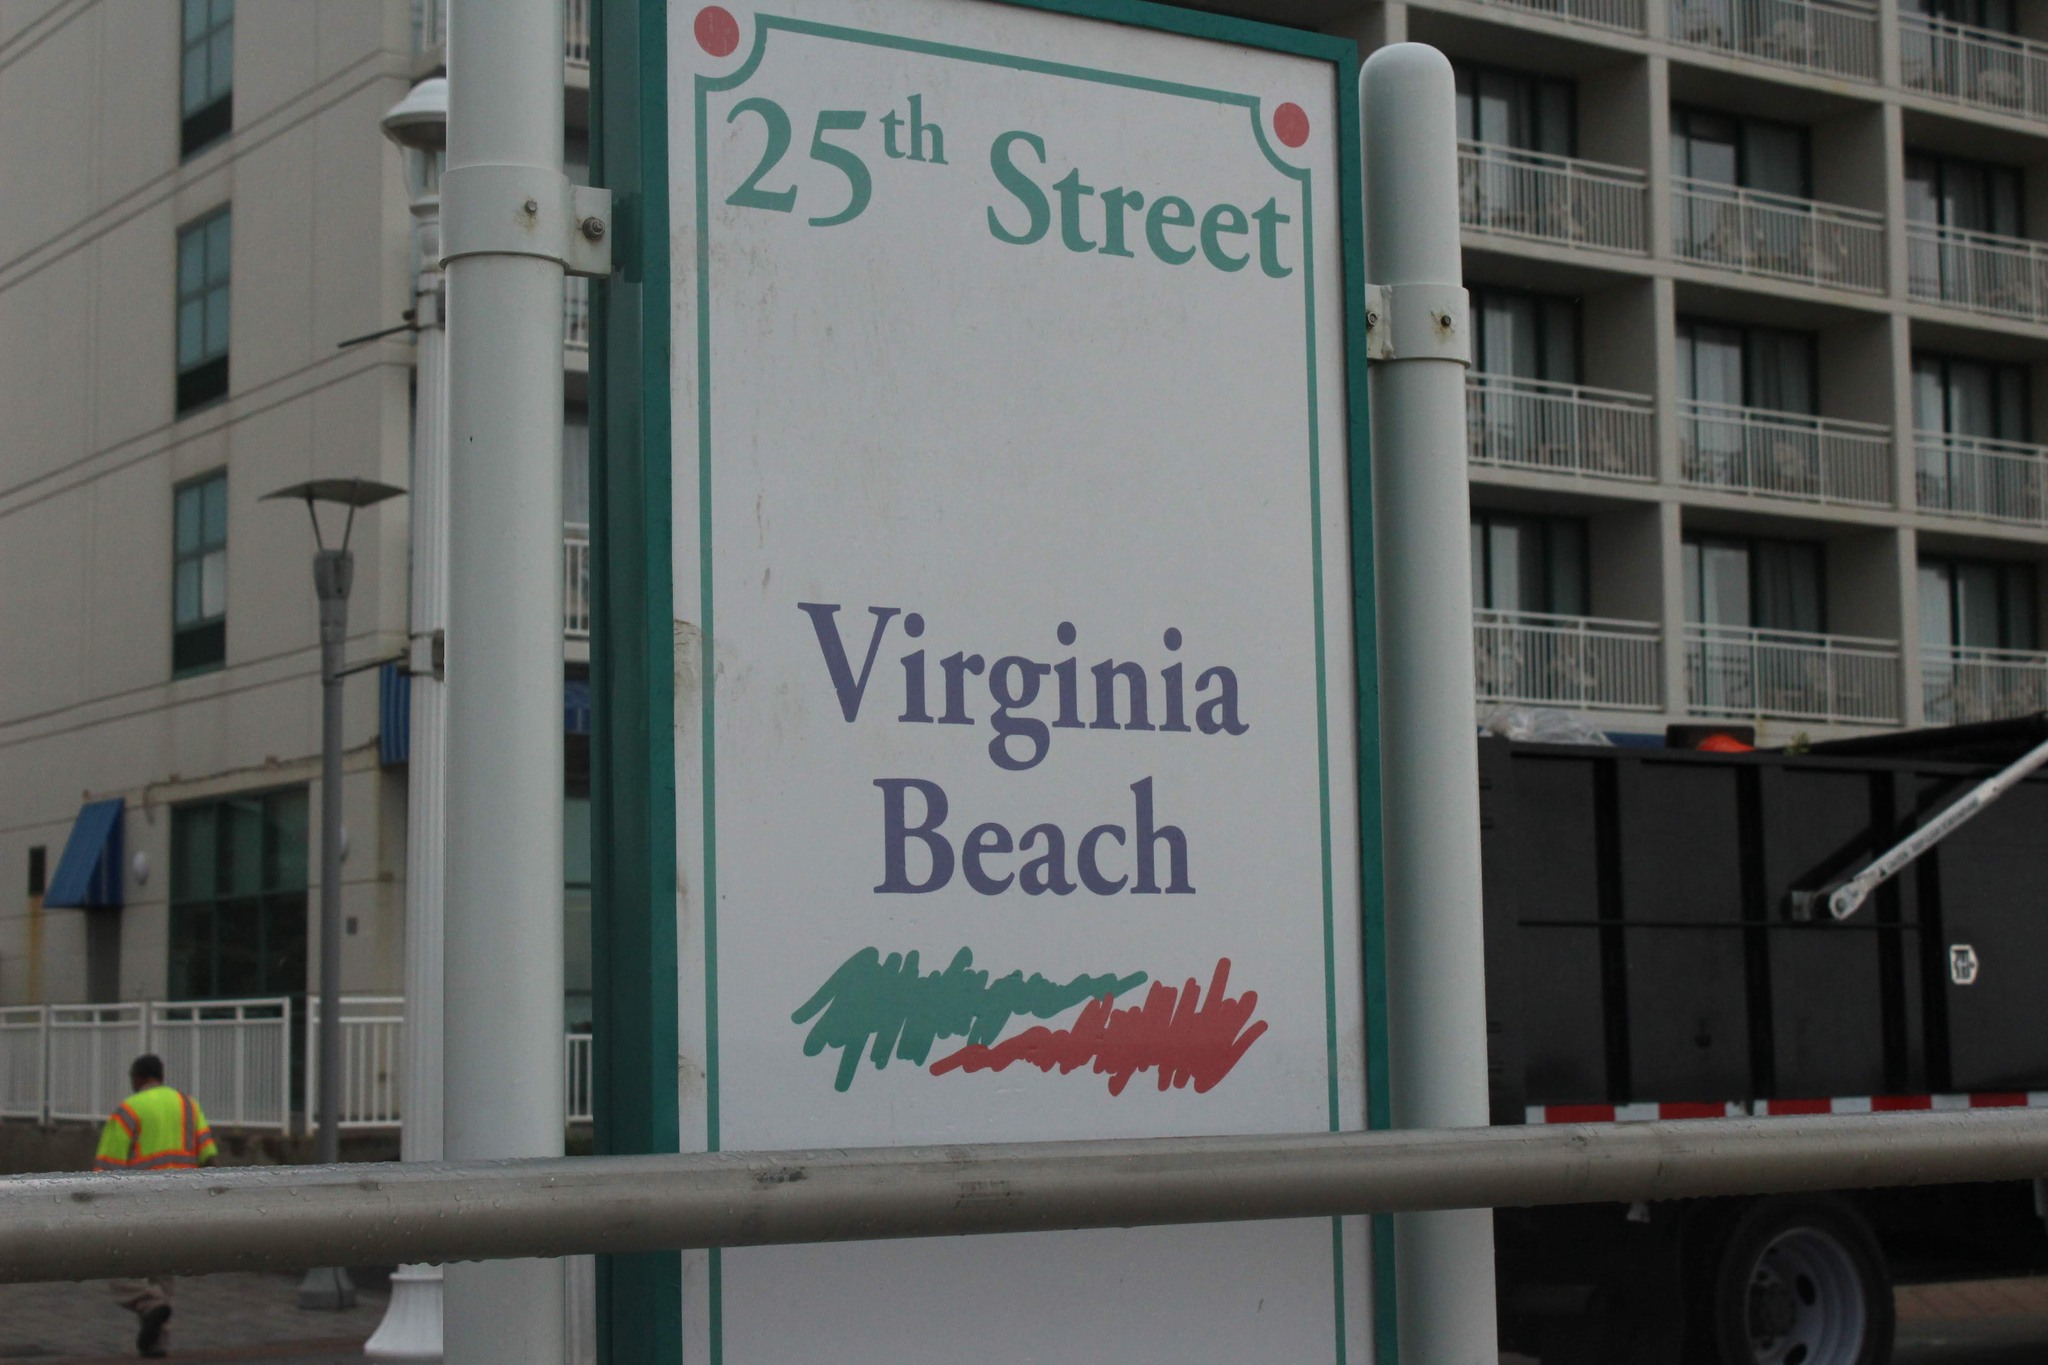 25th Street
Virginia
Beach